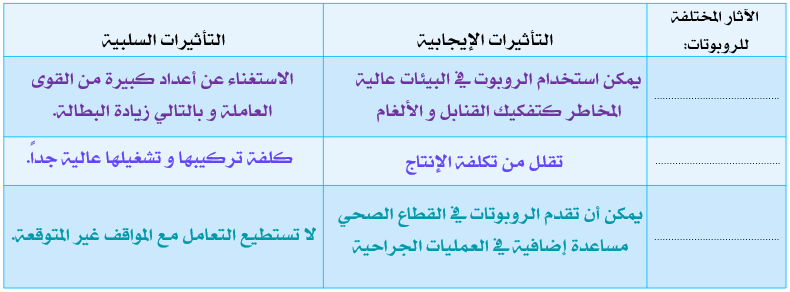 الآثار المختلفة
للروبوتات:
التأثيرات الإيجابية
التأثيرات السلبية
....................................
يمكن استخدام الروبوت في البيئات عالية
المخاطر كتفكيك القنابل و الألغام
الاستغناء عن أعداد كبيرة من القوى
العاملة و بالتالي زيادة البطالة.
....................................
تقلل من تكلفة الإنتاج
كلفة تركيبها و تشغيلها عالية جداً.
....................................
يمكن أن تقدم الروبوتات في القطاع الصحي
مساعدة إضافية في العمليات الجراحية
لا تستطيع التعامل مع المواقف غير المتوقعة.